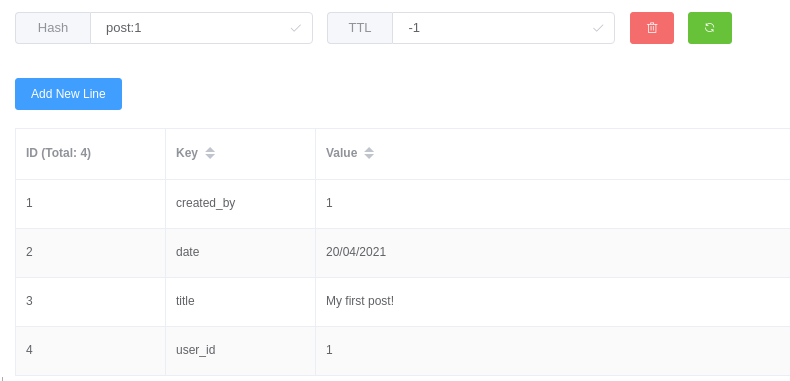 Hash post:1 TTL -1
Add New Line
ID (Total: 4) Key Value
1 created_by 1
2 date 20/04/2021
3 title My first post!
4 user_id 1